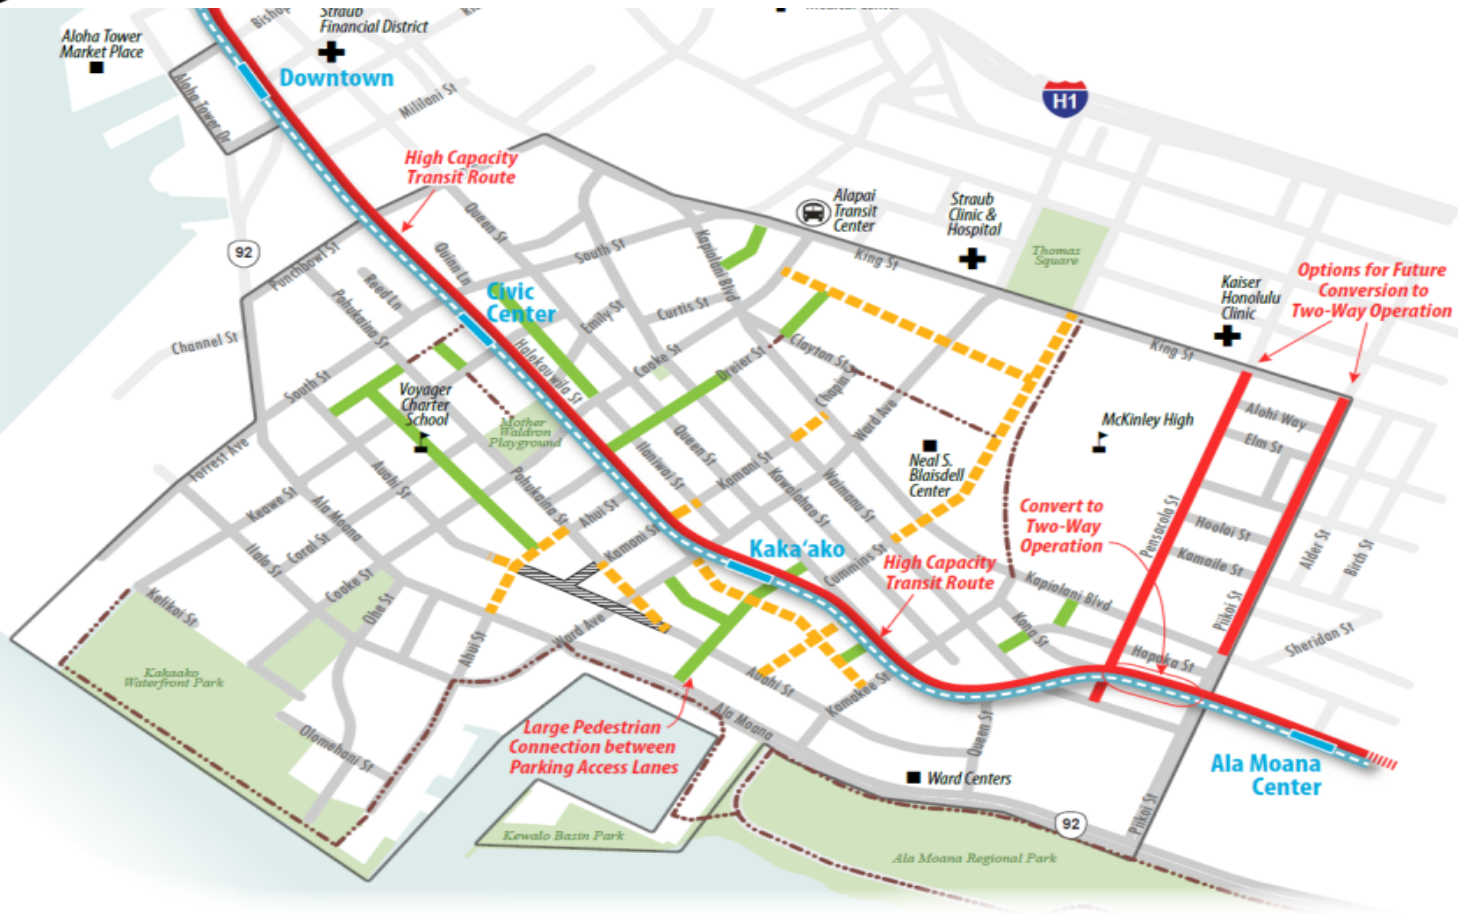 Aloha Tower
Market Place
Straub
Financial District
Downtown
Aloha Tower Dr
Mililani St
H1
High Capacity
Transit Route
Alapai
Transit
Center
Straub
Clinic &
Hospital
Thomas
Square
Kaiser
Honolulu
Clinic
Options for Future
Conversion to
Two-Way Operation
92
Punchbowl St
Queen St
Quinn Ln
Reed Ln
Pohukaina St
South St
Kapiolani Blvd
King St
King St
Civic
Center
Emily St
Curtis St
Channel St
South St
Halekauwila St
Cooke St
Dreier St
Clayton St
Chapin St
Ward Ave
Voyager
Charter
School
Mother
Waldron
Playground
McKinley High
Alohi Way
Elm St
Neal S.
Blaisdell
Center
Forrest Ave
Keawe St
Auahi St
Ala Moana
Pohukaina St
Ahui St
Ilaniwai St
Queen St
Kamani St
Kawaiahao St
Waimanu St
Convert to
Two-Way
Operation
Pensacola St
Hoolai St
Kamaile St
Alder St
Birch St
Ilalo St
Coral St
Cooke St
Ohe St
Kamani St
Kaka‘ako
Cummins St
High Capacity
Transit Route
Kapiolani Blvd
Kona St
Piikoi St
Hopaka St
Sheridan St
Kelikoi St
Ahui St
Ward Ave
Kakaako
Waterfront Park
Auahi St
Kamakee St
Large Pedestrian
Connection between
Parking Access Lanes
Ala Moana
Queen St
Olomehani St
Ward Centers
Ala Moana
Center
Piikoi St
92
Kewalo Basin Park
Ala Moana Regional Park